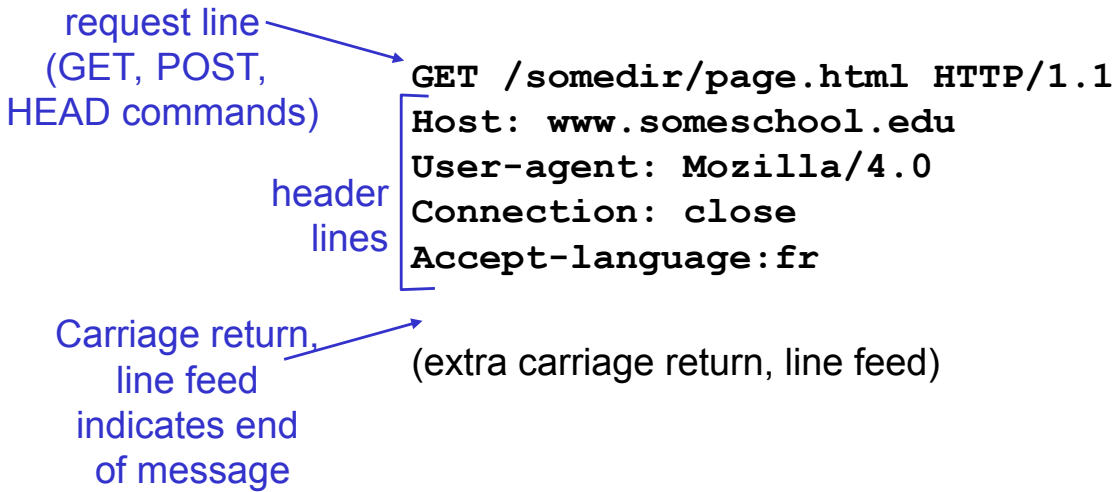 request line
(GET, POST,
HEAD commands)
GET /somedir/page.html HTTP/1.1
Host: www.someschool.edu
User-agent: Mozilla/4.0
Connection: close
Accept-language:fr
header
lines
Carriage return,
line feed
indicates end
of message
(extra carriage return, line feed)